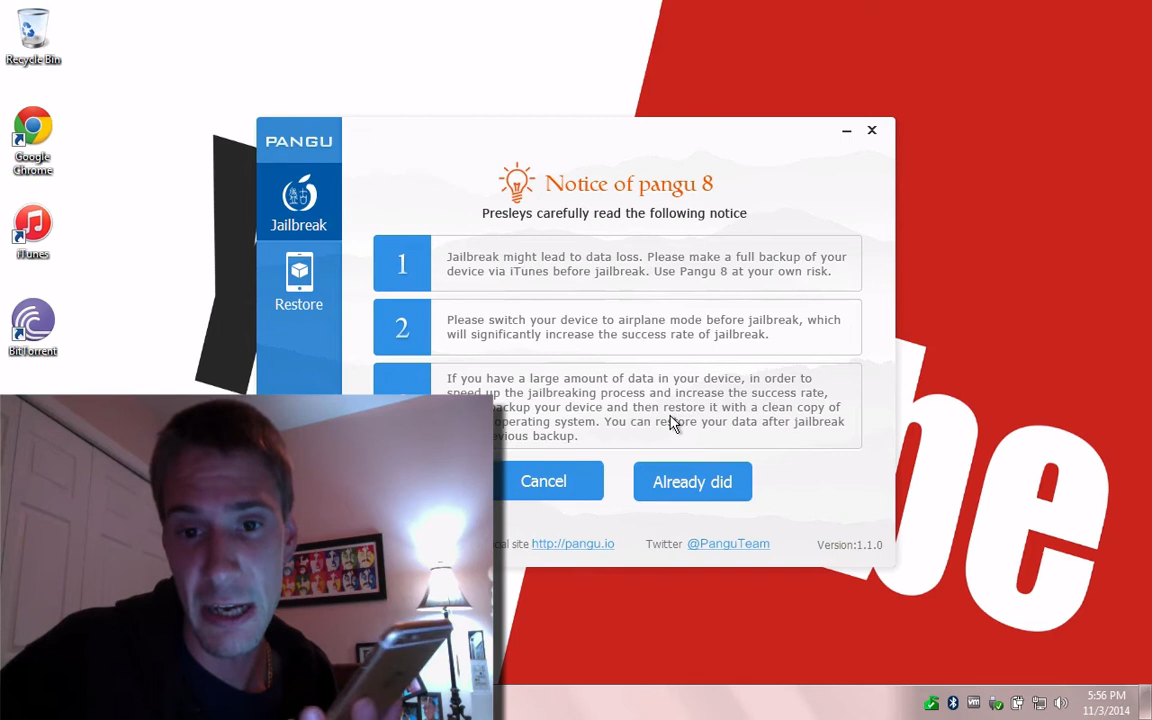 Recycle Bin
Google
Chrome
iTunes
BitTorrent
PANGU
Jailbreak
Restore
Notice of pangu 8
Presleys carefully read the following notice
1
Jailbreak might lead to data loss. Please make a full backup of your
device via iTunes before jailbreak. Use Pangu 8 at your own risk.
2
Please switch your device to airplane mode before jailbreak, which
will significantly increase the success rate of jailbreak.
If you have a large amount of data in your device, in order to
speed up the jailbreaking process and increase the success rate,
backup your device and then restore it with a clean copy of
operating system. You can restore your data after jailbreak
previous backup.
Cancel
Already did
site http://pangu.io
Twitter @PanguTeam
Version:1.1.0
be
5:56 PM
11/3/2014